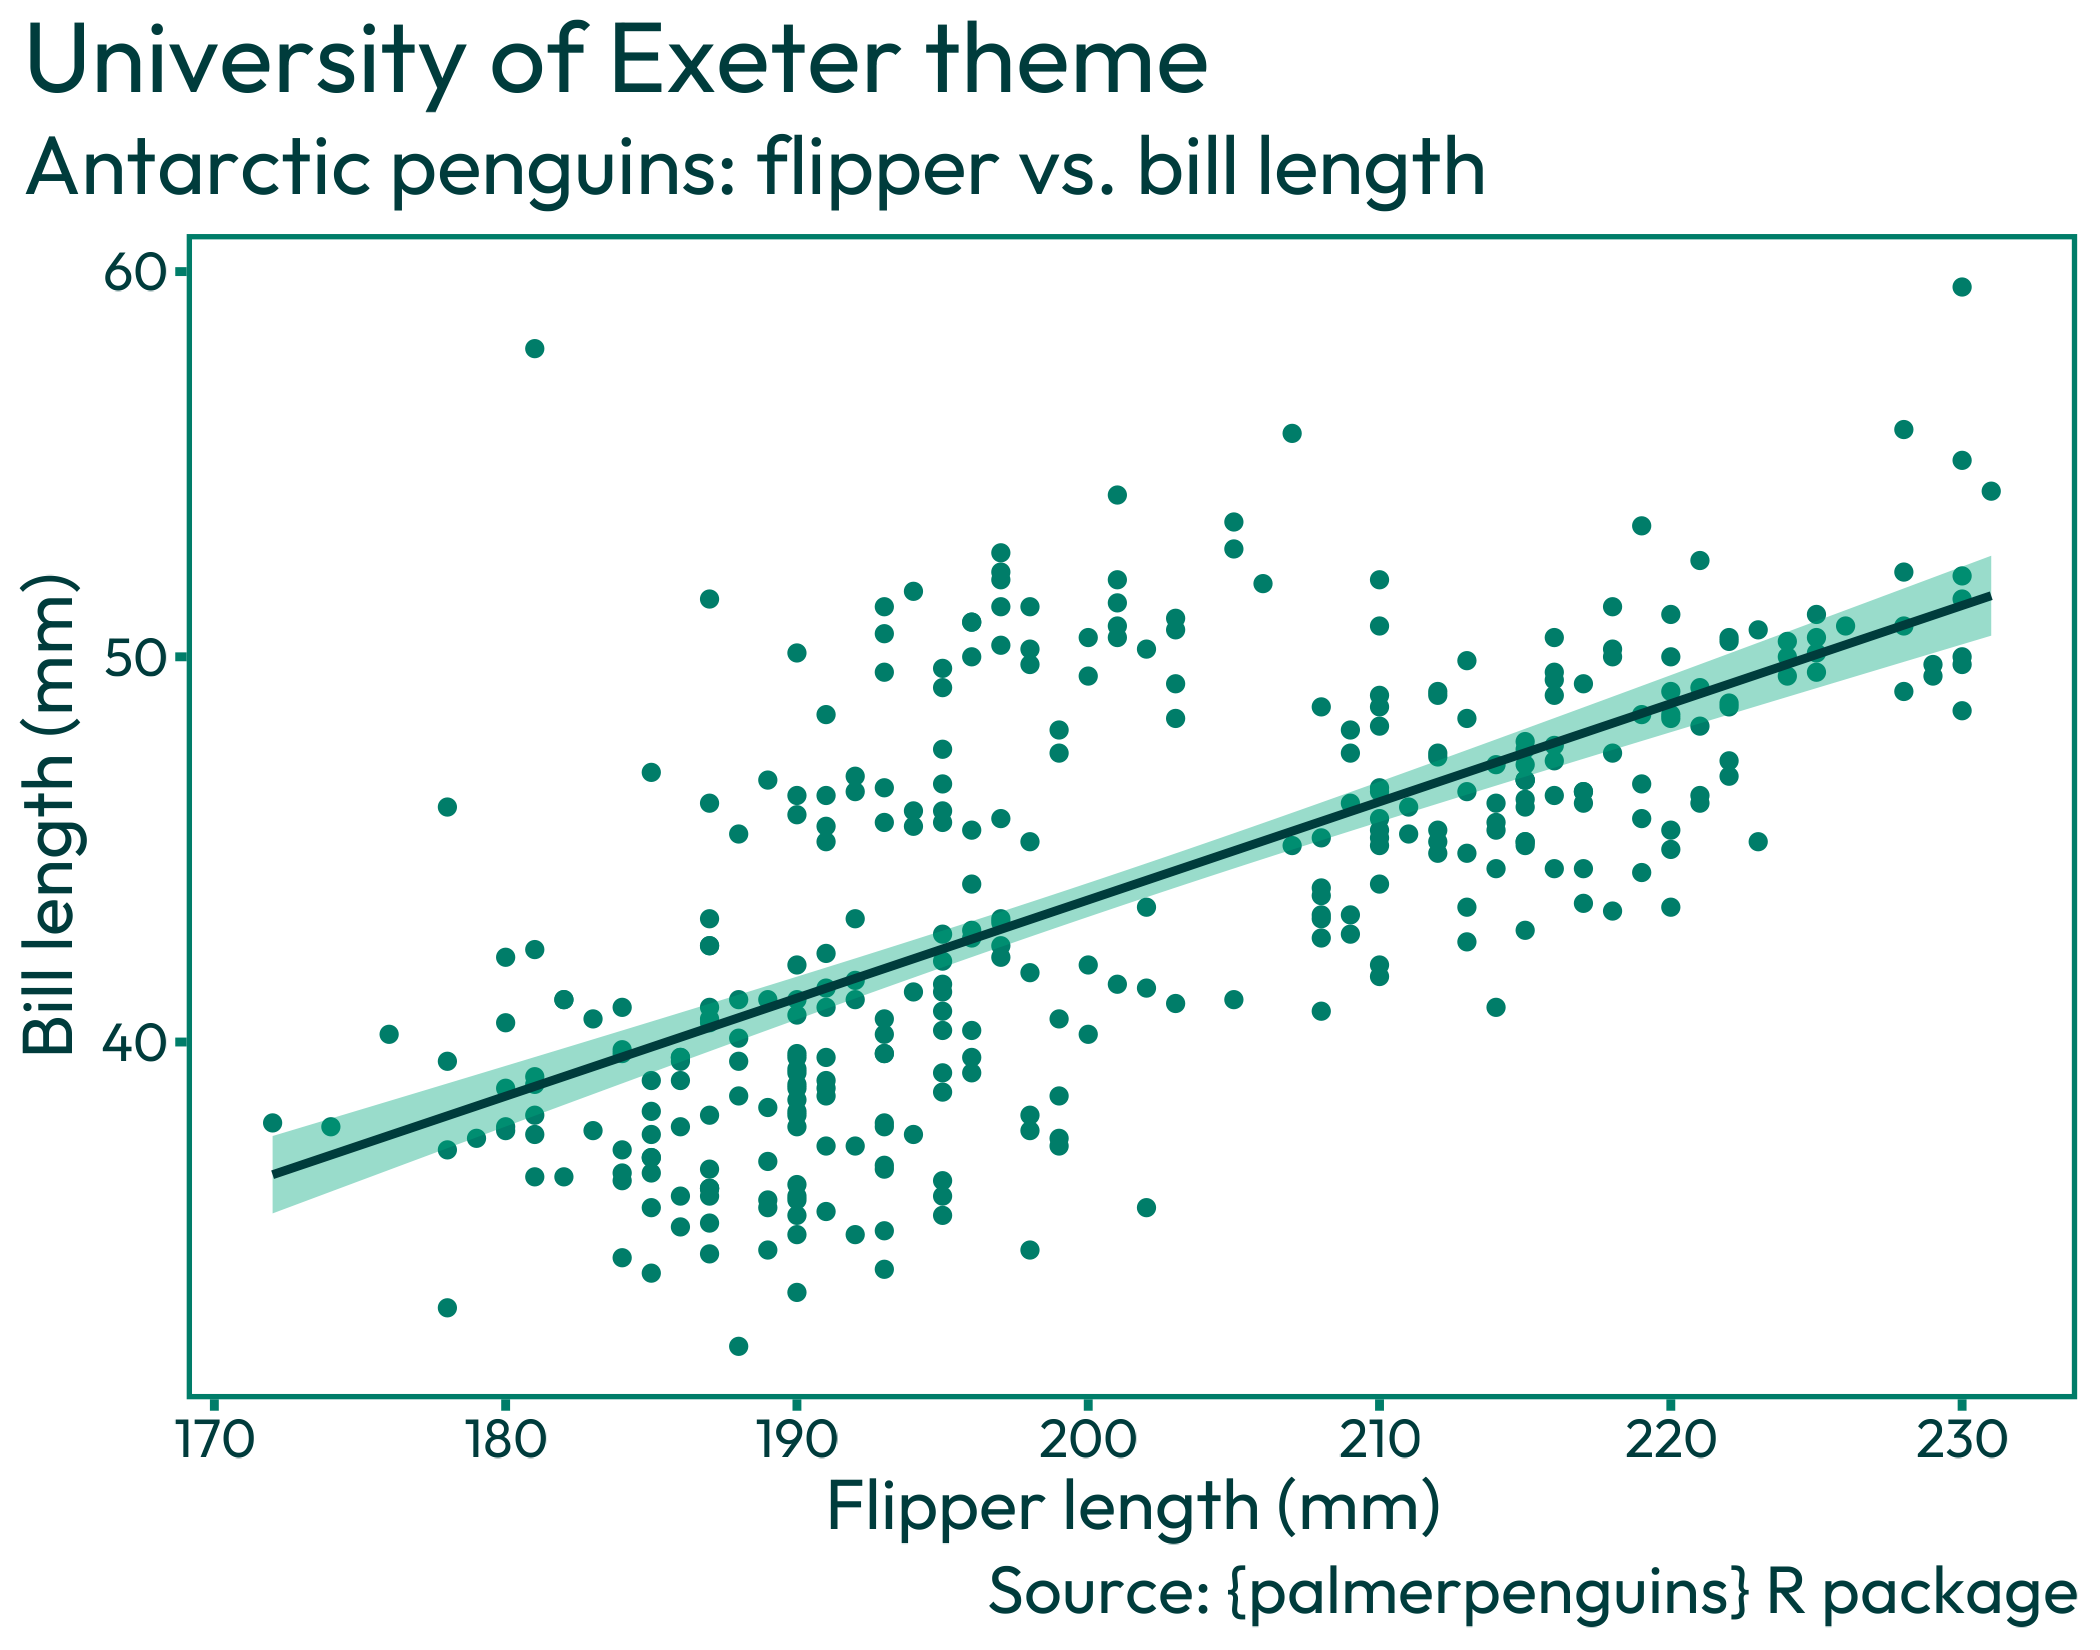 University of Exeter theme
Antarctic penguins: flipper vs. bill length
60
50
40
Bill length (mm)
170 180 190 200 210 220 230
Flipper length (mm)
Source: {palmerpenguins} R package